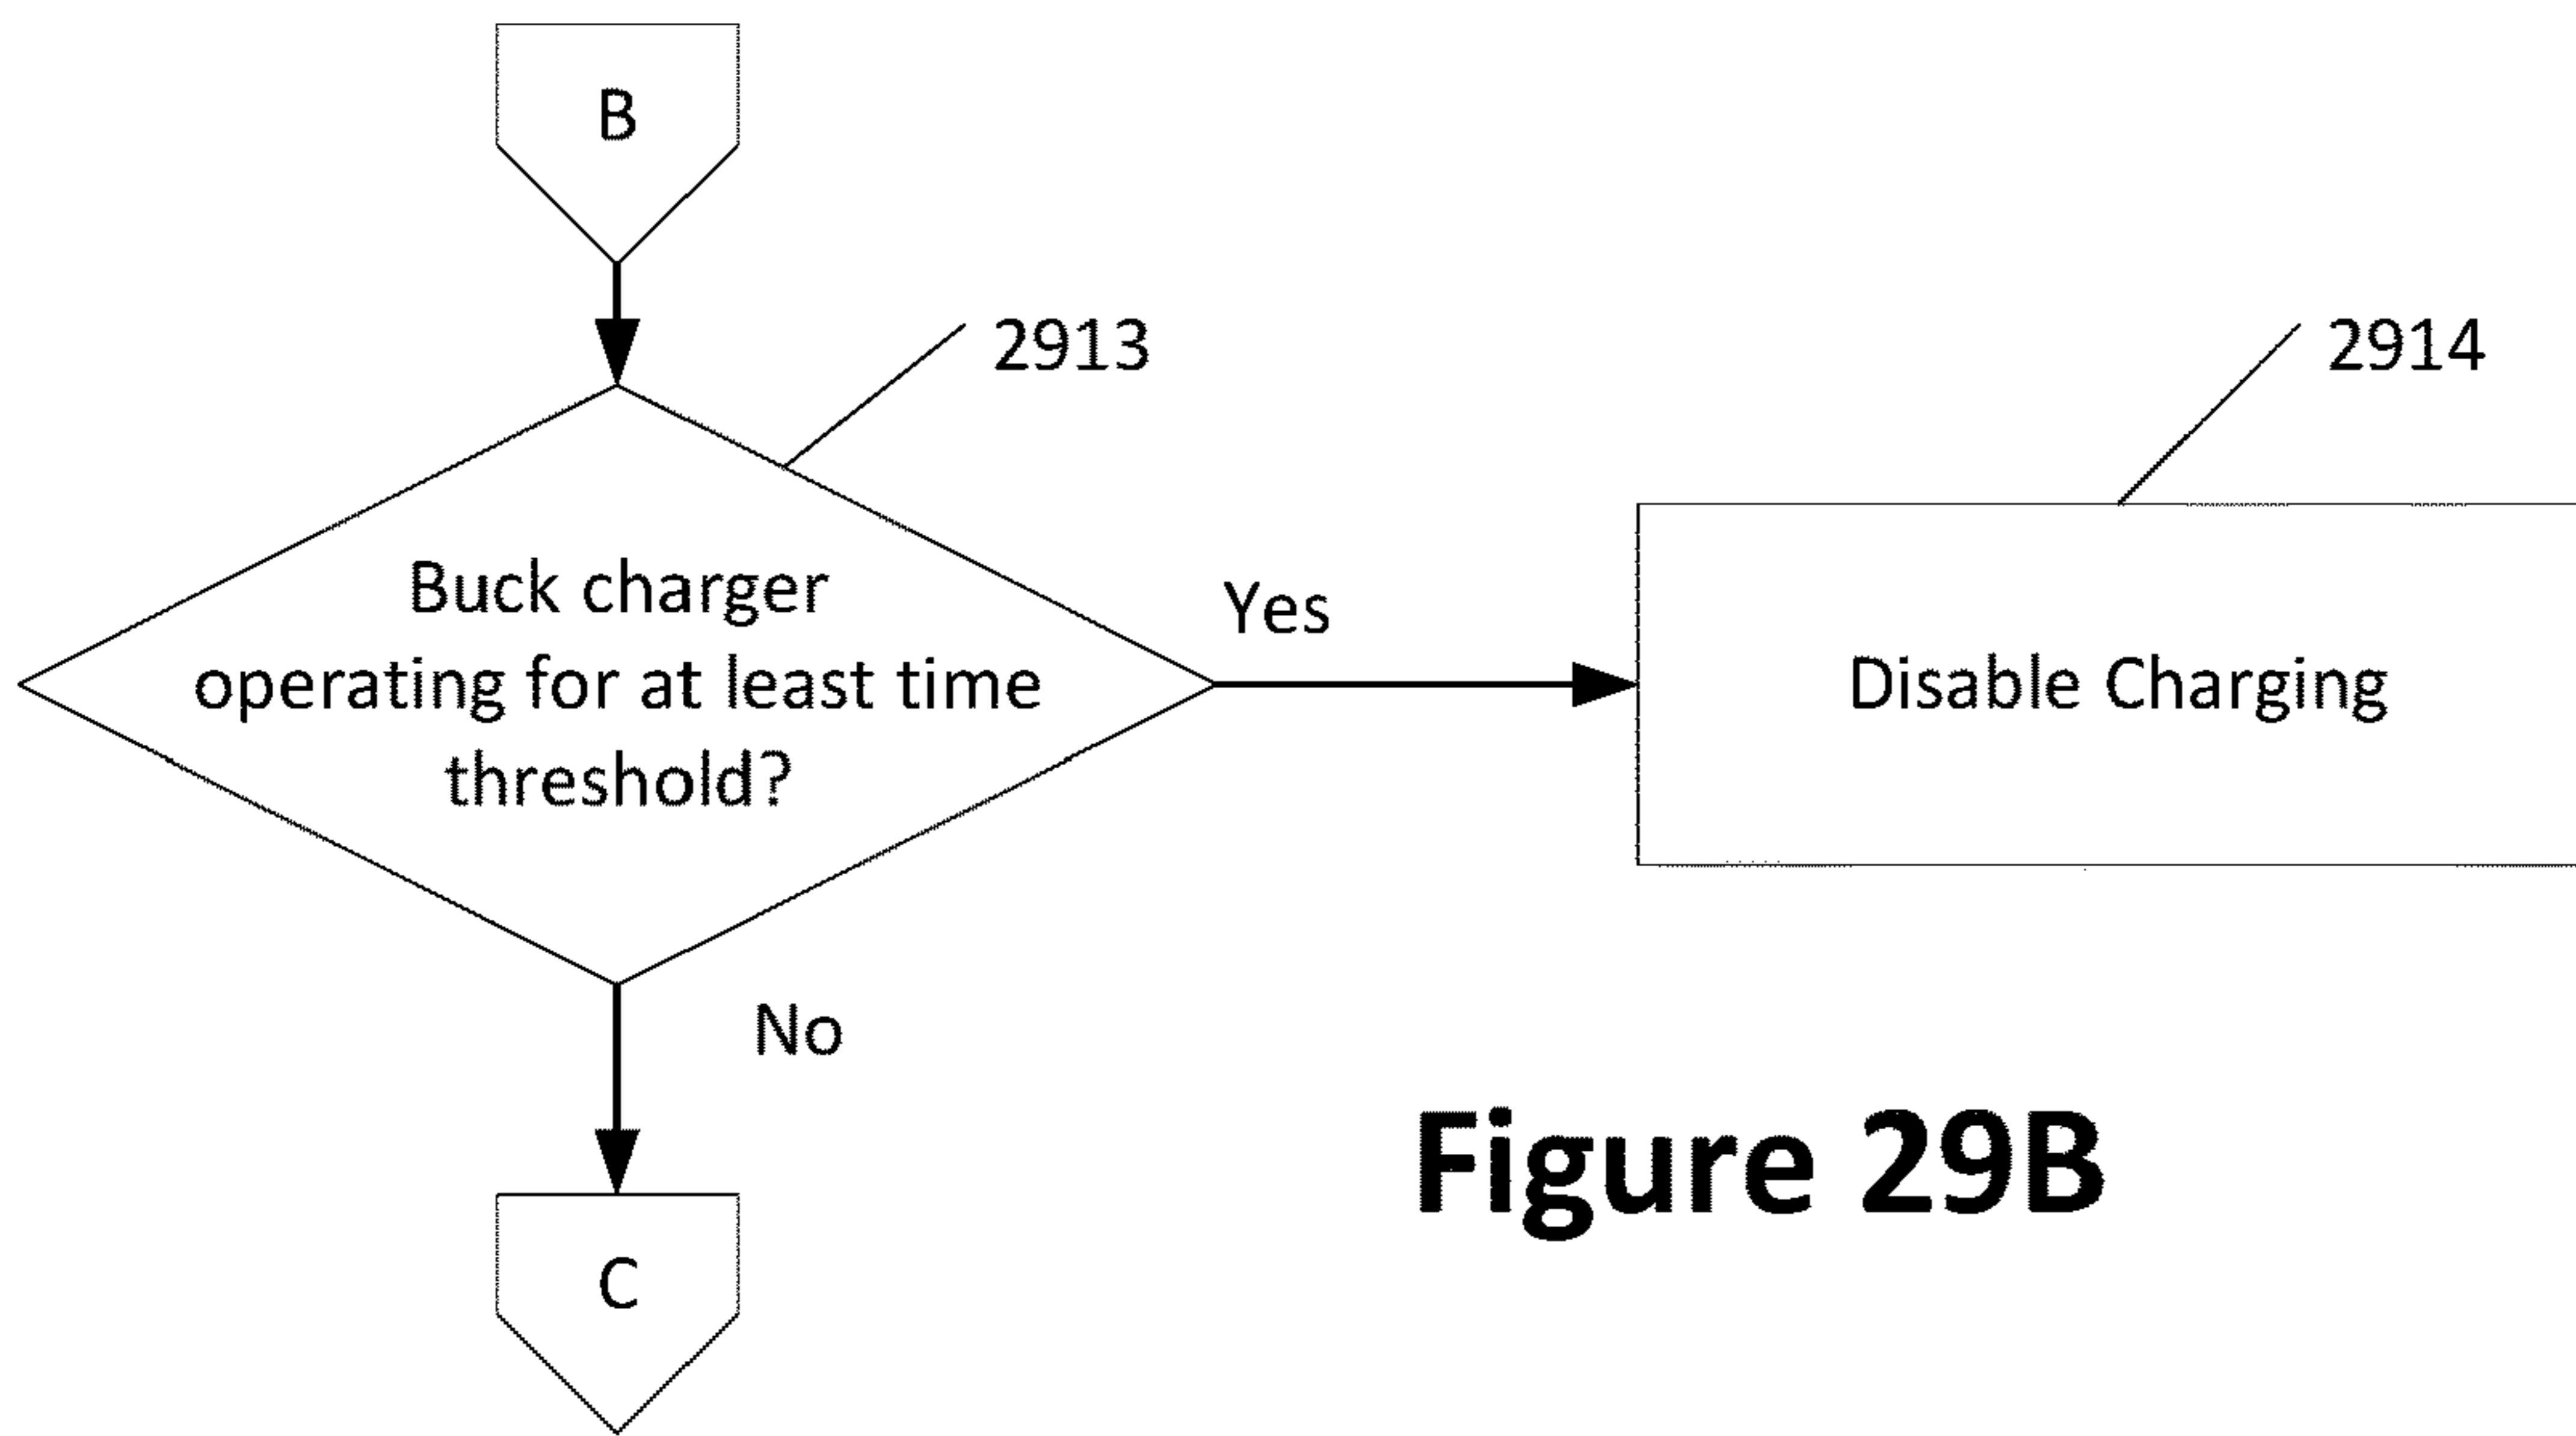 B
2913
2914
Buck charger
operating for at least time
threshold?
Yes
Disable Charging
No
Figure 29B
C